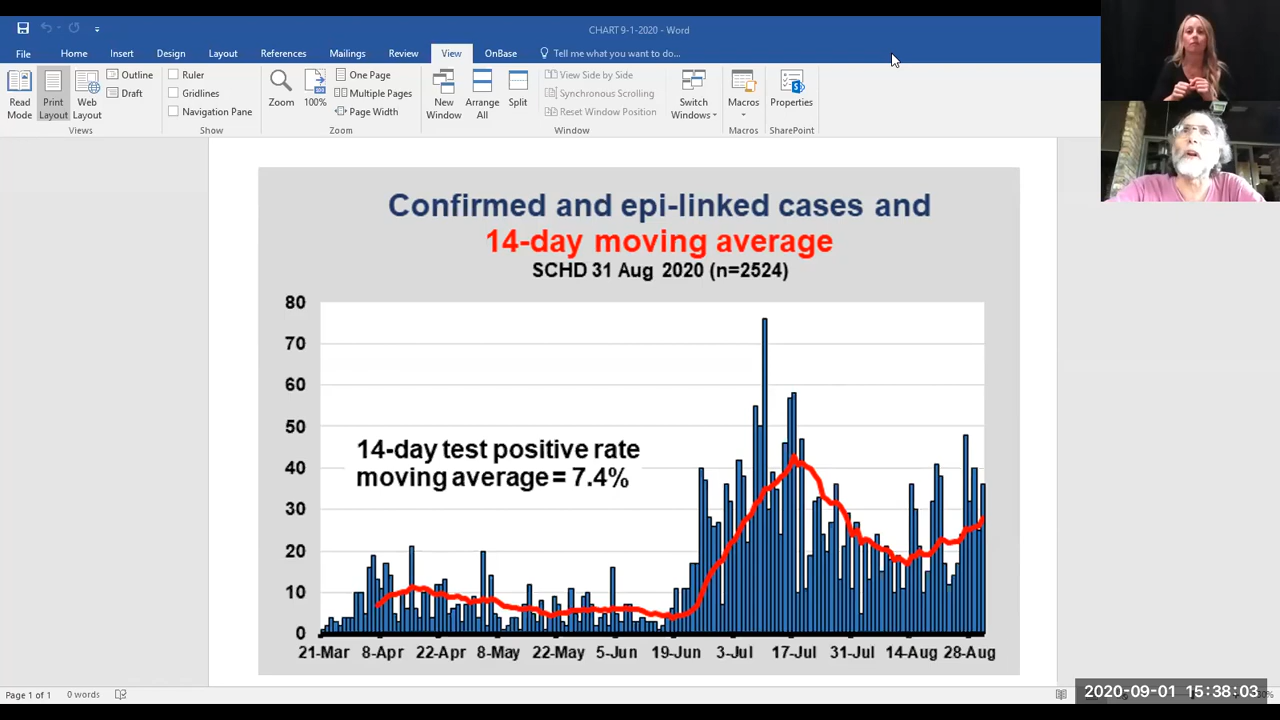 CHART 9-1-2020 - Word
File Home Insert Design Layout References Mailings Review View OnBase Tell me what you want to do...
Read Mode
Print Layout
Web Layout
Outline
Draft
Views
Ruler
Gridlines
Navigation Pane
Show
Zoom
100%
One Page
Multiple Pages
Page Width
Zoom
New Window
Arrange All
Split
View Side by Side
Synchronous Scrolling
Reset Window Position
Window
Switch Windows
Macros
Macros
Properties
SharePoint
Confirmed and epi-linked cases and
14-day moving average
SCHD 31 Aug 2020 (n=2524)
80
70
60
50
40
30
20
10
0
14-day test positive rate
moving average = 7.4%
21-Mar 8-Apr 22-Apr 8-May 22-May 5-Jun 19-Jun 3-Jul 17-Jul 31-Jul 14-Aug 28-Aug
Page 1 of 1 0 words
2020-09-01 15:38:03